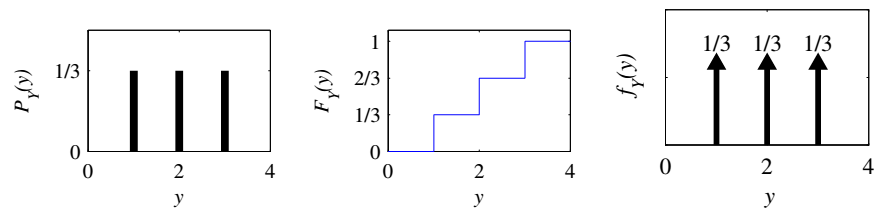 P_Y(y)
1/3
0
0 2 4
y
F_Y(y)
1
2/3
1/3
0
0 2 4
y
f_Y(y)
1/3 1/3 1/3
0 2 4
y